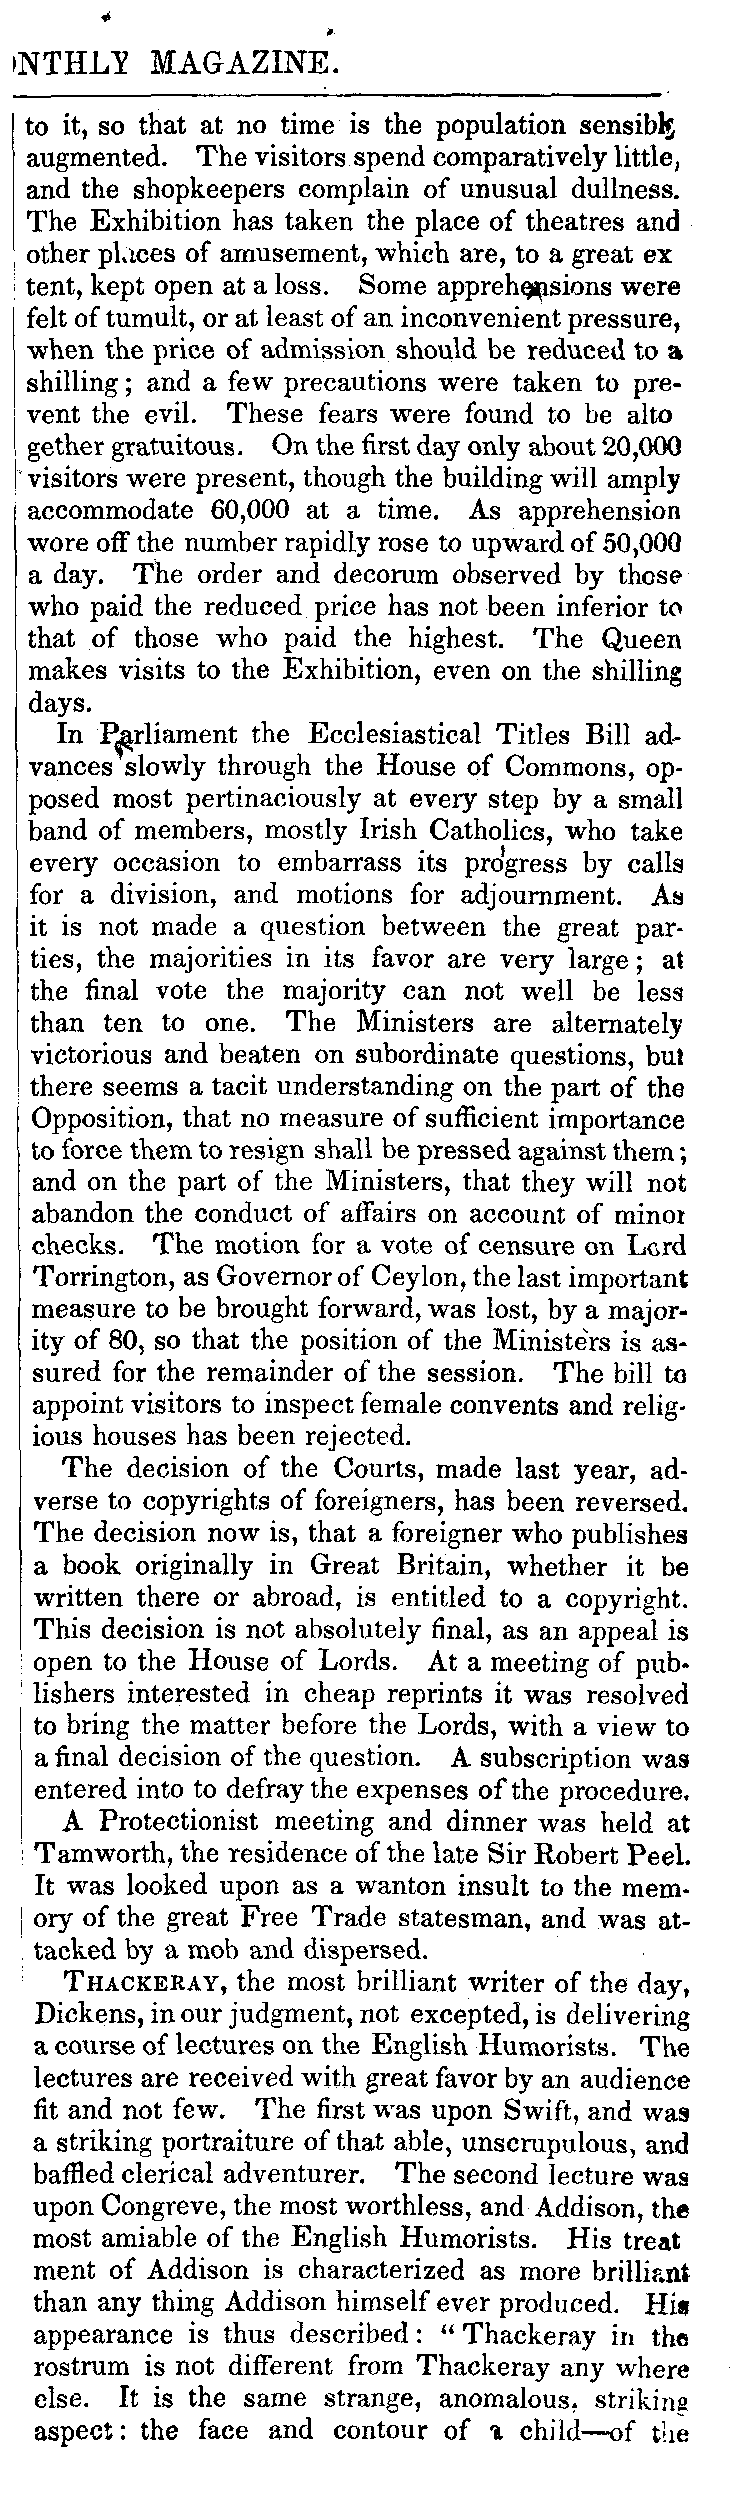 NTHLY MAGAZINE.
to it, so that at no time is the population sensibly
augmented. The visitors spend comparatively little,
and the shopkeepers complain of unusual dullness.
The Exhibition has taken the place of theatres and
other places of amusement, which are, to a great ex
tent, kept open at a loss. Some apprehensions were
felt of tumult, or at least of an inconvenient pressure,
when the price of admission should be reduced to a
shilling; and a few precautions were taken to pre-
vent the evil. These fears were found to be alto
gether gratuitous. On the first day only about 20,000
visitors were present, though the building will amply
accommodate 60,000 at a time. As apprehension
wore off the number rapidly rose to upward of 50,000
a day. The order and decorum observed by those
who paid the reduced price has not been inferior to
that of those who paid the highest. The Queen
makes visits to the Exhibition, even on the shilling
days.
In Parliament the Ecclesiastical Titles Bill ad-
vances slowly through the House of Commons, op-
posed most pertinaciously at every step by a small
band of members, mostly Irish Catholics, who take
every occasion to embarrass its progress by calls
for a division, and motions for adjournment. As
it is not made a question between the great par-
ties, the majorities in its favor are very large; at
the final vote the majority can not well be less
than ten to one. The Ministers are alternately
victorious and beaten on subordinate questions, but
there seems a tacit understanding on the part of the
Opposition, that no measure of sufficient importance
to force them to resign shall be pressed against them;
and on the part of the Ministers, that they will not
abandon the conduct of affairs on account of minor
checks. The motion for a vote of censure on Lord
Torrington, as Governor of Ceylon, the last important
measure to be brought forward, was lost, by a major-
ity of 80, so that the position of the Ministers is as-
sured for the remainder of the session. The bill to
appoint visitors to inspect female convents and relig-
ious houses has been rejected.
The decision of the Courts, made last year, ad-
verse to copyrights of foreigners, has been reversed.
The decision now is, that a foreigner who publishes
a book originally in Great Britain, whether it be
written there or abroad, is entitled to a copyright.
This decision is not absolutely final, as an appeal is
open to the House of Lords. At a meeting of pub-
lishers interested in cheap reprints it was resolved
to bring the matter before the Lords, with a view to
a final decision of the question. A subscription was
entered into to defray the expenses of the procedure.
A Protectionist meeting and dinner was held at
Tamworth, the residence of the late Sir Robert Peel.
It was looked upon as a wanton insult to the mem-
ory of the great Free Trade statesman, and was at-
tacked by a mob and dispersed.
THACKERAY, the most brilliant writer of the day,
Dickens, in our judgment, not excepted, is delivering
a course of lectures on the English Humorists. The
lectures are received with great favor by an audience
fit and not few. The first was upon Swift, and was
a striking portraiture of that able, unscrupulous, and
baffled clerical adventurer. The second lecture was
upon Congreve, the most worthless, and Addison, the
most amiable of the English Humorists. His treat
ment of Addison is characterized as more brilliant
than any thing Addison himself ever produced. His
appearance is thus described: "Thackeray in the
rostrum is not different from Thackeray any where
else. It is the same strange, anomalous, striking
aspect: the face and contour of a child—of the